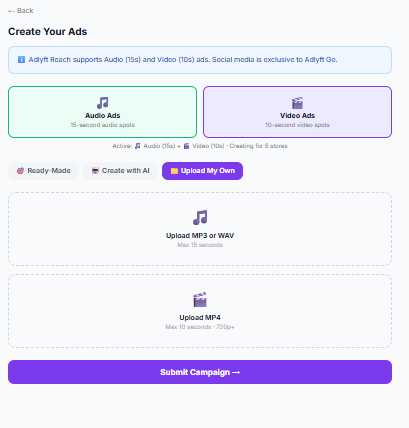 ← Back
Create Your Ads
Adlyft Reach supports Audio (15s) and Video (10s) ads. Social media is exclusive to Adlyft Go.
Audio Ads
15-second audio spots
Video Ads
10-second video spots
Active: 🎵 Audio (15s) + 🎬 Video (10s) · Creating for 5 stores
Ready-Made
Create with AI
Upload My Own
Upload MP3 or WAV
Max 15 seconds
Upload MP4
Max 10 seconds · 720p+
Submit Campaign →